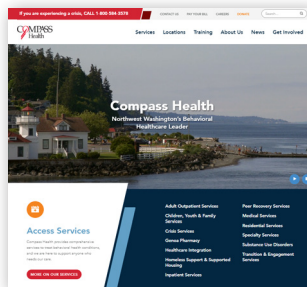 If you are experiencing a crisis, CALL 1-800-584-3578
CONTACT US PAY YOUR BILL CAREERS DONATE Search...
COMPASS
Health
Services Locations Training About Us News Get Involved
Compass Health
Northwest Washington's Behavioral
Healthcare Leader
Access Services
Compass Health provides comprehensive
services to meet behavioral health conditions,
and we are here to support anyone who
needs our care.
MORE ON OUR SERVICES
Adult Outpatient Services
Children, Youth & Family
Services
Crisis Services
Genoa Pharmacy
Healthcare Integration
Homeless Support & Supported
Housing
Inpatient Services
Peer Recovery Services
Medical Services
Residential Services
Specialty Services
Substance Use Disorders
Transition & Engagement
Services